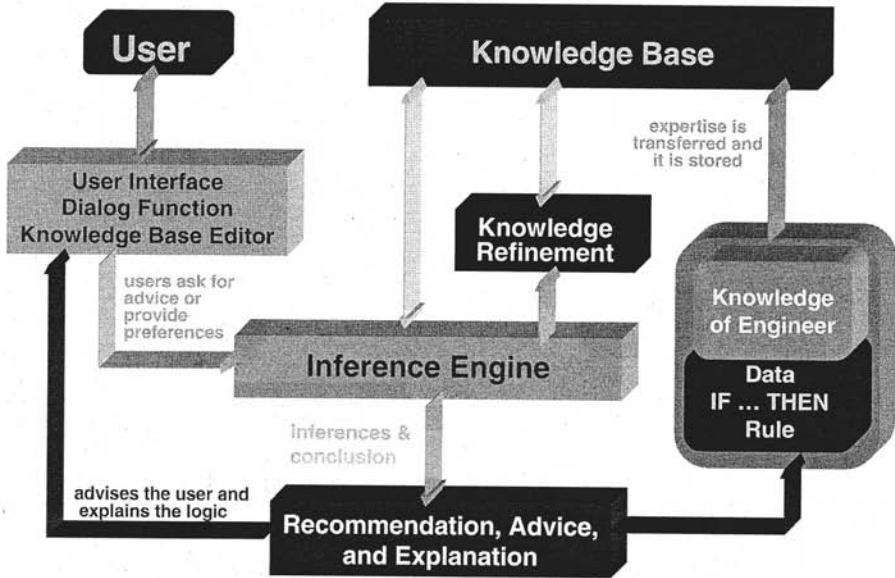 User
Knowledge Base
expertise is
transferred and
it is stored
User Interface
Dialog Function
Knowledge Base Editor
Knowledge
Refinement
users ask for
advice or
provide
preferences
Knowledge
of Engineer
Inference Engine
Data
IF ... THEN
Rule
inferences &
conclusion
advises the user and
explains the logic
Recommendation, Advice,
and Explanation